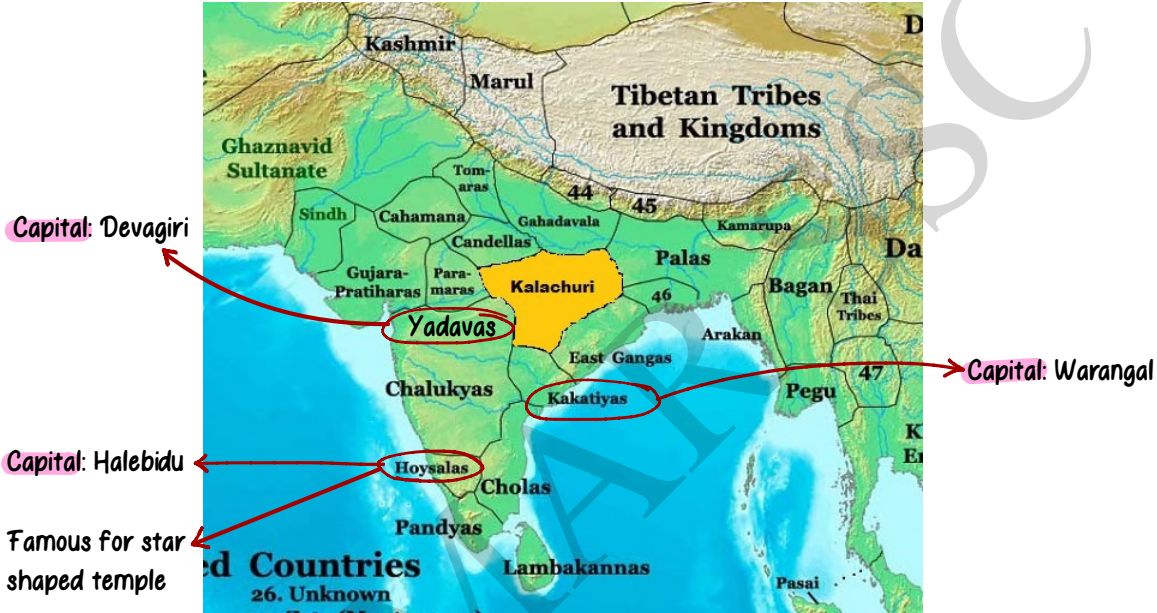 Kashmir
Marul
Tibetan Tribes
and Kingdoms
D
Ghaznavid
Sultanate
Tom-
aras
44
45
Sindh
Cahamana
Gahadavala
Kamarupa
Capital: Devagiri
Candellas
Palas
Da
Gujara-
Pratiharas
Para-
maras
Kalachuri
46
Bagan
Thai
Tribes
Yadavas
Arakan
East Gangas
47
Capital: Warangal
Chalukyas
Kakatiyas
Pegu
K
Capital: Halebidu
Hoysalas
Cholas
Pandyas
Famous for star
shaped temple
ed Countries
26. Unknown
Lambakannas
Pasai